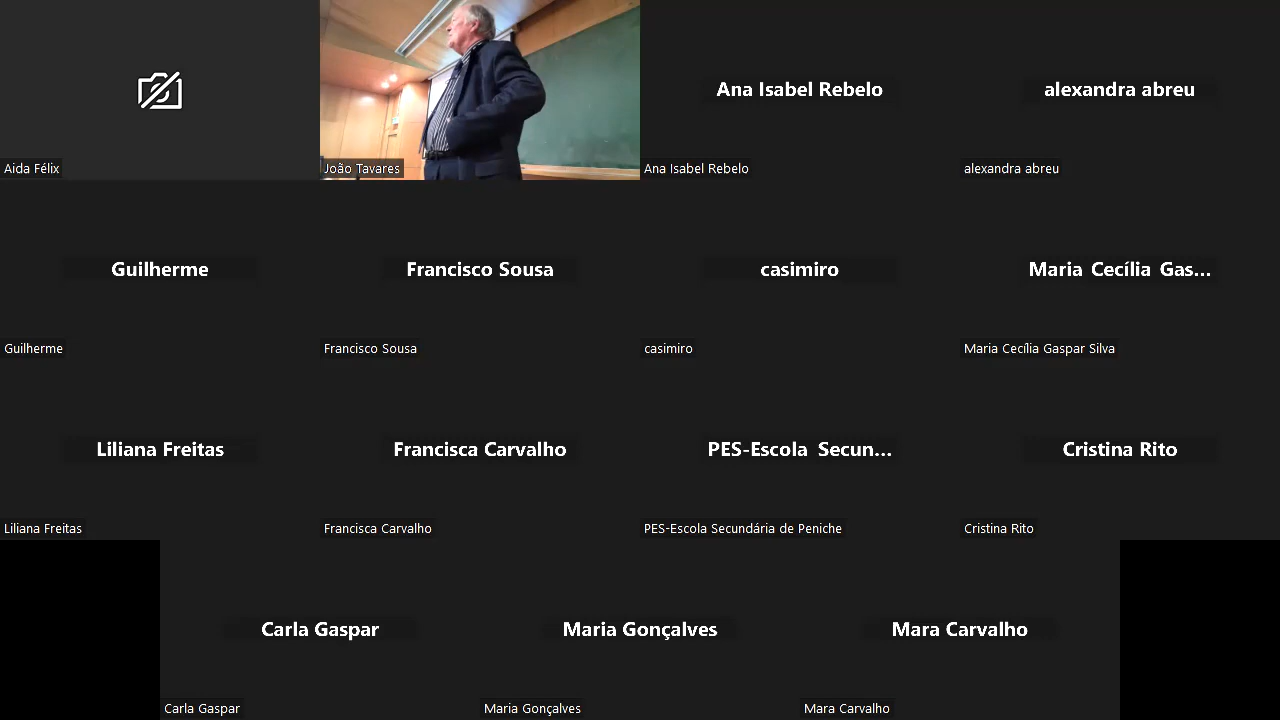 Aida Félix
João Tavares
Ana Isabel Rebelo
Ana Isabel Rebelo
alexandra abreu
alexandra abreu
Guilherme
Guilherme
Francisco Sousa
Francisco Sousa
casimiro
casimiro
Maria Cecília Gas...
Maria Cecília Gaspar Silva
Liliana Freitas
Liliana Freitas
Francisca Carvalho
Francisca Carvalho
PES-Escola Secun...
PES-Escola Secundária de Peniche
Cristina Rito
Cristina Rito
Carla Gaspar
Carla Gaspar
Maria Gonçalves
Maria Gonçalves
Mara Carvalho
Mara Carvalho